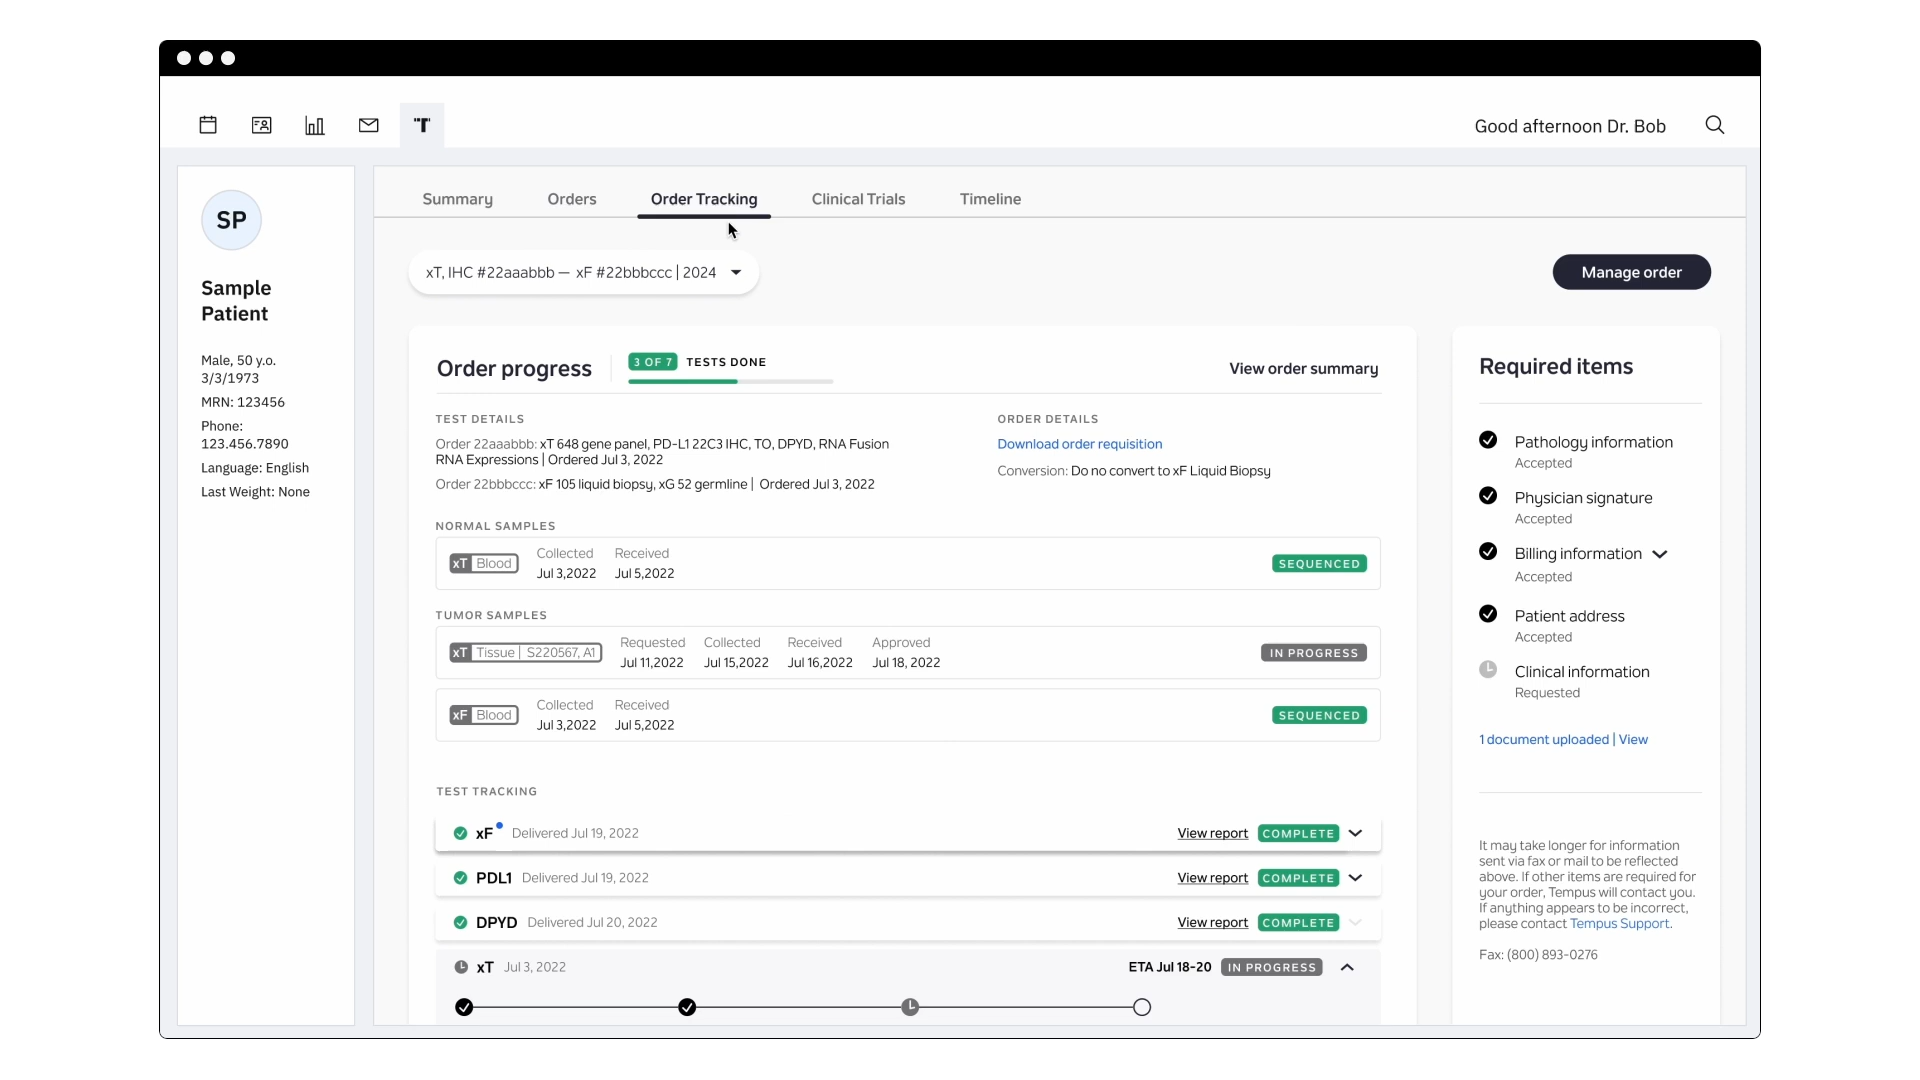 T
Good afternoon Dr. Bob
SP
Sample
Patient
Male, 50 y.o.
3/3/1973
MRN: 123456
Phone:
123.456.7890
Language: English
Last Weight: None
Summary
Orders
Order Tracking
Clinical Trials
Timeline
xT, IHC #22aaabbb — xF #22bbbccc | 2024
Manage order
Order progress
3 OF 7 TESTS DONE
View order summary
TEST DETAILS
Order 22aaabbb: xT 648 gene panel, PD-L1 22C3 IHC, TO, DPYD, RNA Fusion
RNA Expressions | Ordered Jul 3, 2022
Order 22bbbccc: xF 105 liquid biopsy, xG 52 germline | Ordered Jul 3, 2022
ORDER DETAILS
Download order requisition
Conversion: Do no convert to xF Liquid Biopsy
NORMAL SAMPLES
xT Blood
Collected
Jul 3,2022
Received
Jul 5,2022
SEQUENCED
TUMOR SAMPLES
xT Tissue | S220567, A1
Requested
Jul 11,2022
Collected
Jul 15,2022
Received
Jul 16,2022
Approved
Jul 18, 2022
IN PROGRESS
xF Blood
Collected
Jul 3,2022
Received
Jul 5,2022
SEQUENCED
TEST TRACKING
xF Delivered Jul 19, 2022 View report COMPLETE
PDL1 Delivered Jul 19, 2022 View report COMPLETE
DPYD Delivered Jul 20, 2022 View report COMPLETE
xT Jul 3, 2022 ETA Jul 18-20 IN PROGRESS
Required items
Pathology information
Accepted
Physician signature
Accepted
Billing information
Accepted
Patient address
Accepted
Clinical information
Requested
1 document uploaded | View
It may take longer for information
sent via fax or mail to be reflected
above. If other items are required for
your order, Tempus will contact you.
If anything appears to be incorrect,
please contact Tempus Support.
Fax: (800) 893-0276